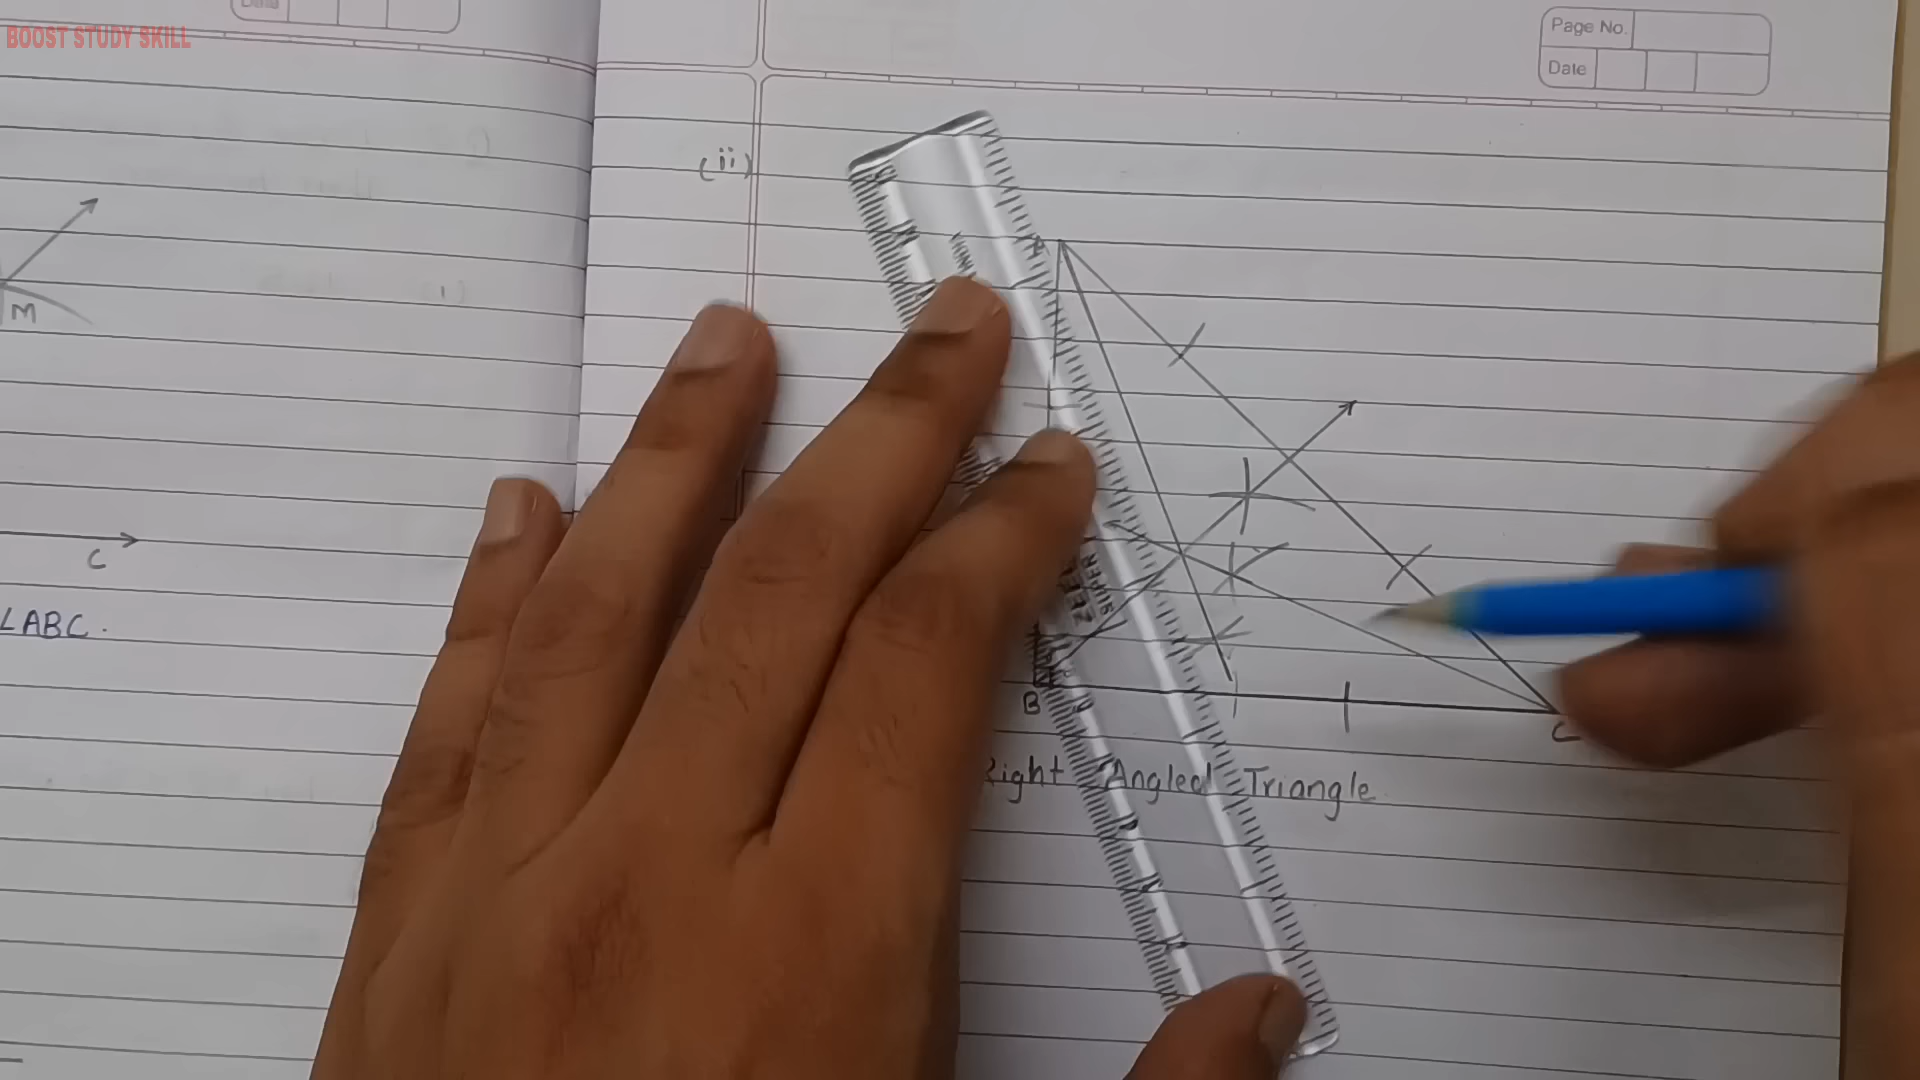 BOOST STUDY SKILL
Page No.
Date
(ii)
A
M
C
∠ABC.
B
C
Right Angled Triangle